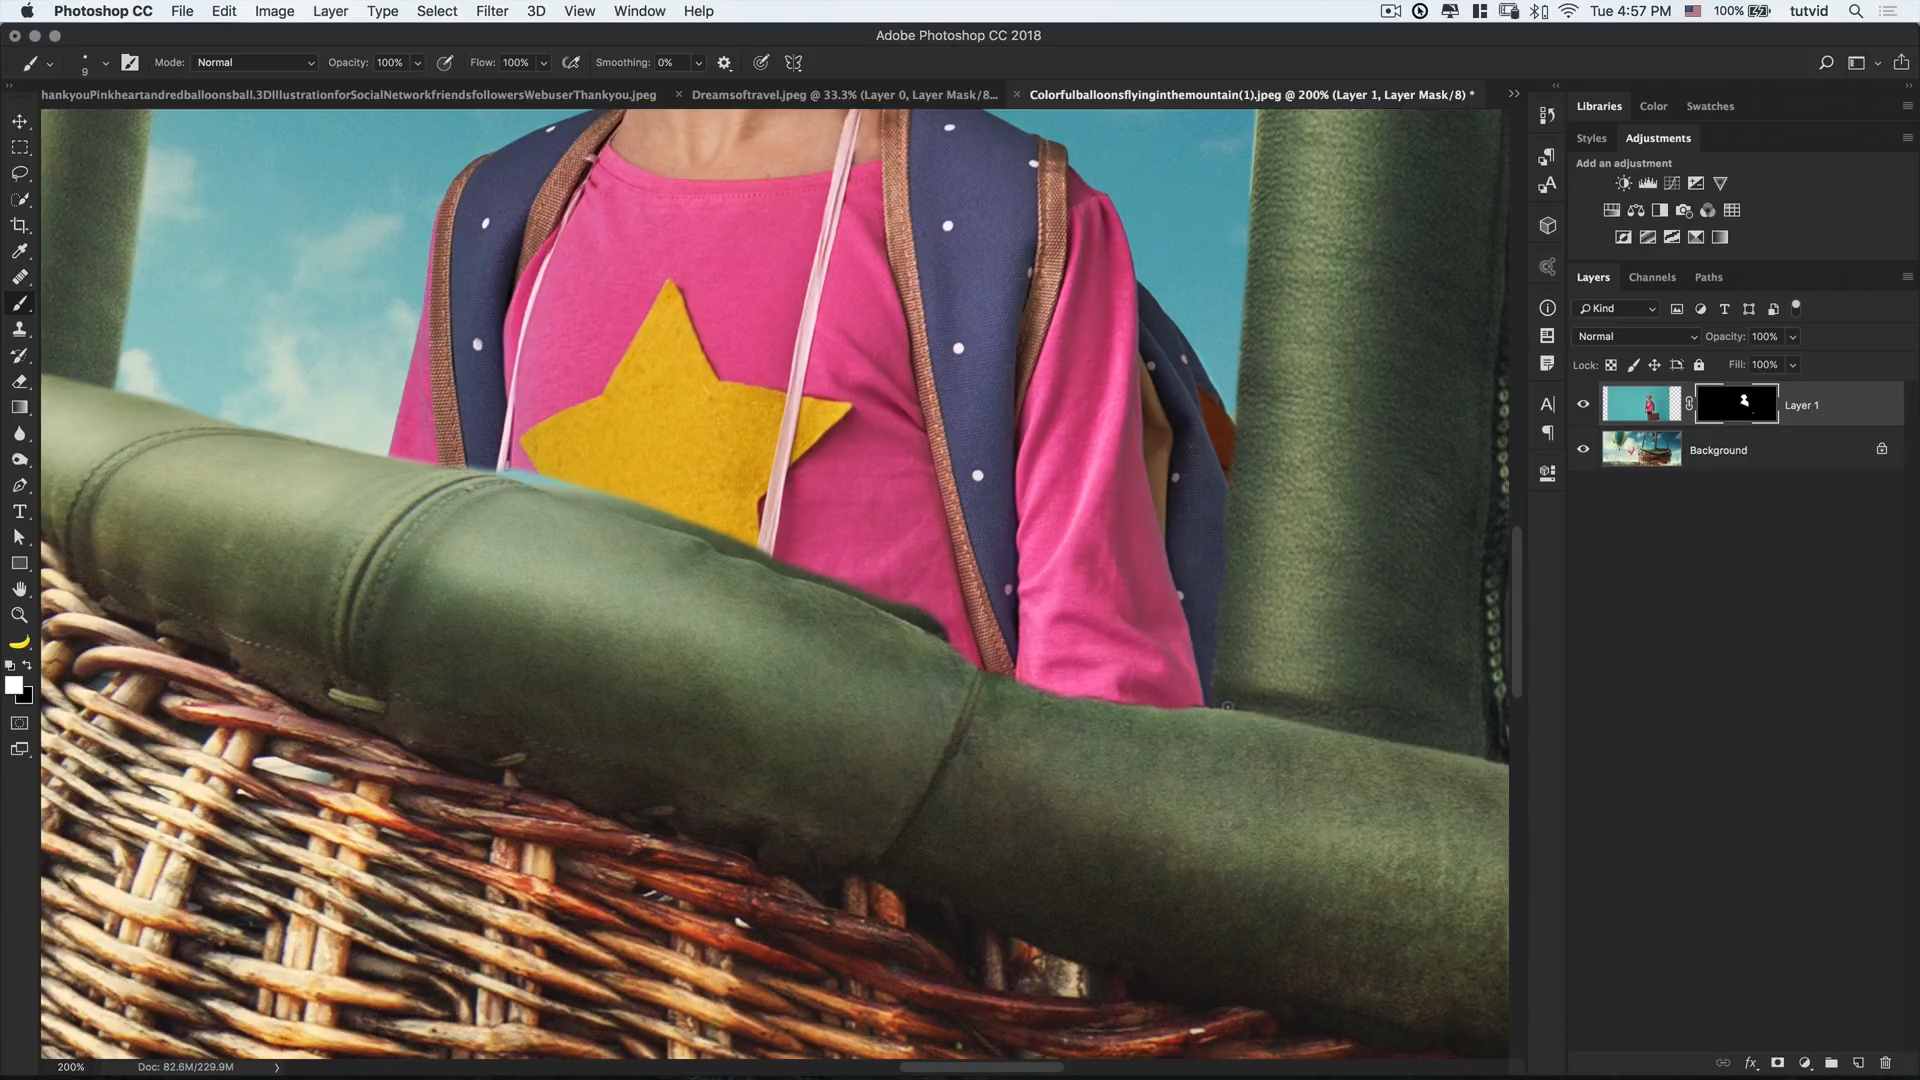 Photoshop CC File Edit Image Layer Type Select Filter 3D View Window Help
100% Tue 4:57 PM tutvid
Adobe Photoshop CC 2018
9 Mode: Normal Opacity: 100% Flow: 100% Smoothing: 0%
hankyouPinkheartandredballoonsball.3DIllustrationforSocialNetworkfriendsfollowersWebuserThankyou.jpeg
Dreamsoftravel.jpeg @ 33.3% (Layer 0, Layer Mask/8...
Colorfulballoonsflyinginthemountain(1).jpeg @ 200% (Layer 1, Layer Mask/8) *
Libraries Color Swatches
Styles Adjustments
Add an adjustment
Layers Channels Paths
Kind
Normal Opacity: 100%
Lock: Fill: 100%
Layer 1
Background
200% Doc: 82.6M/229.9M